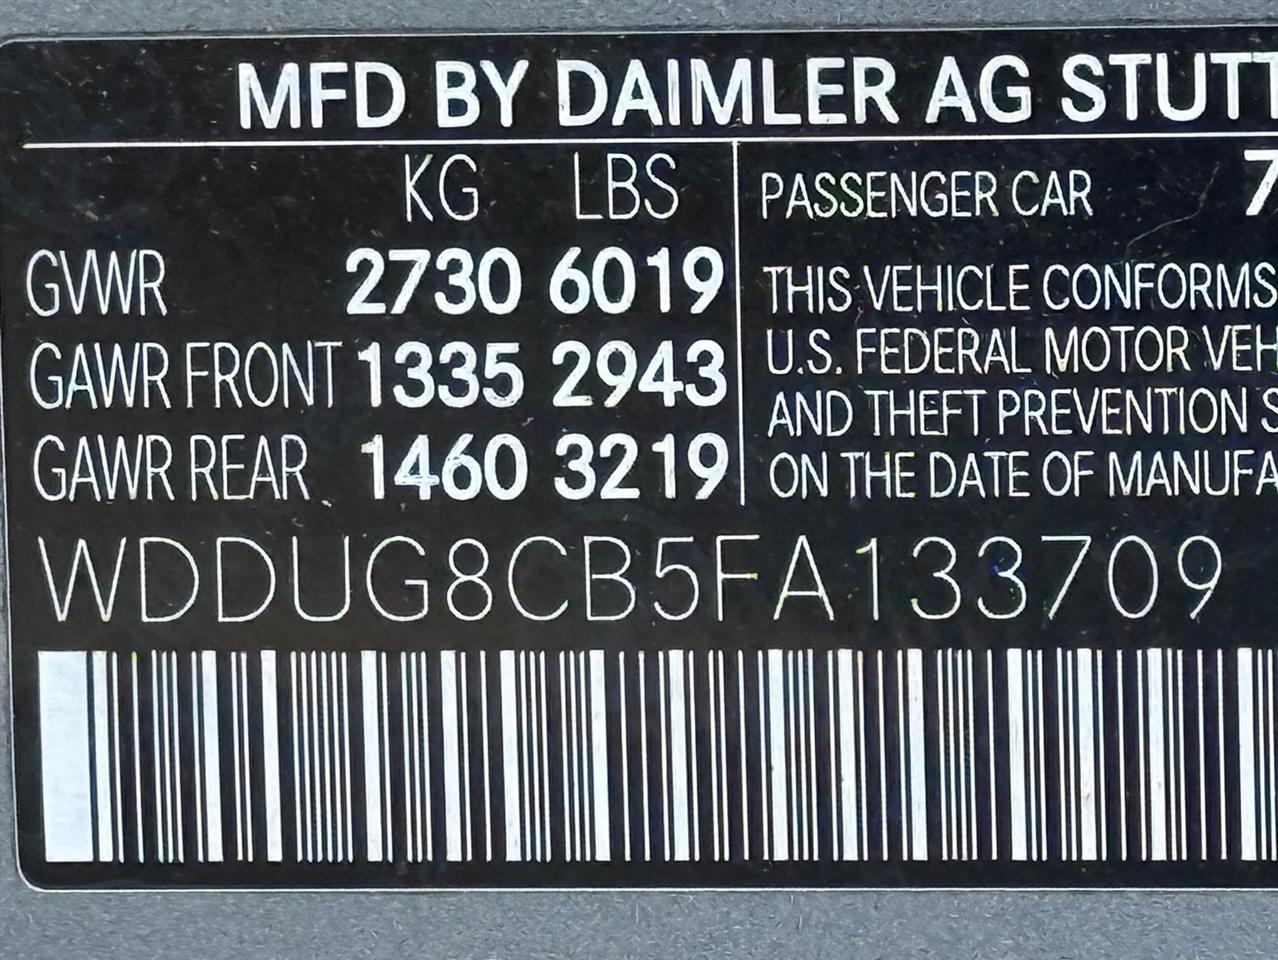 MFD BY DAIMLER AG STUTT
KG LBS
GVWR 2730 6019
GAWR FRONT 1335 2943
GAWR REAR 1460 3219
PASSENGER CAR 7
THIS VEHICLE CONFORMS
U.S. FEDERAL MOTOR VEH
AND THEFT PREVENTION S
ON THE DATE OF MANUFA
WDDUG8CB5FA133709